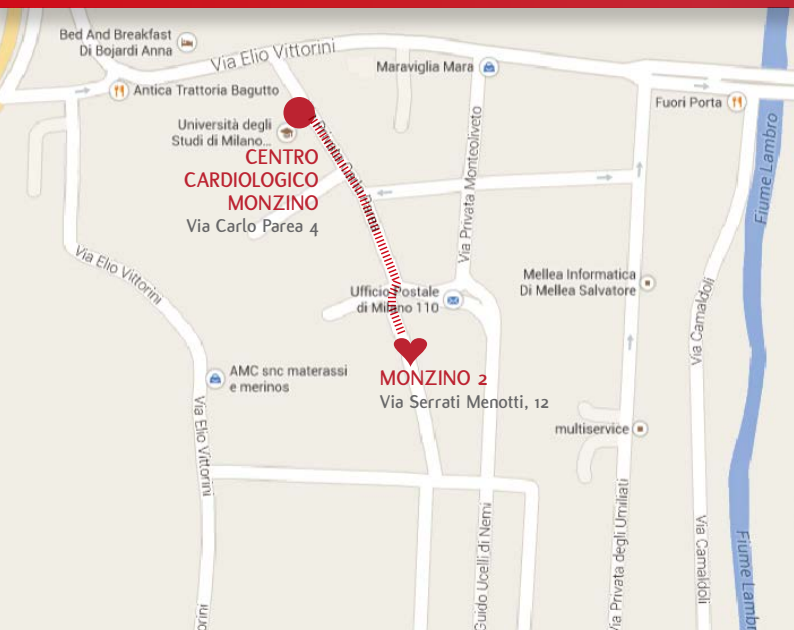 Bed And Breakfast
Di Bojardi Anna
Via Elio Vittorini
Maraviglia Mara
Antica Trattoria Bagutto
Fuori Porta
Università degli
Studi di Milano...
CENTRO
CARDIOLOGICO
MONZINO
Via Carlo Parea 4
Via Privata Monteoliveto
Fiume Lambro
Via Elio Vittorini
Mellea Informatica
Di Mellea Salvatore
Ufficio Postale
di Milano 110
Via Camaldoli
AMC snc materassi
e merinos
MONZINO 2
Via Serrati Menotti, 12
Via Elio Vittorini
multiservice
Guido Ucelli di Nemi
ia Privata degli Umiliati
Via Camaldoli
Fiume Lambr
orini